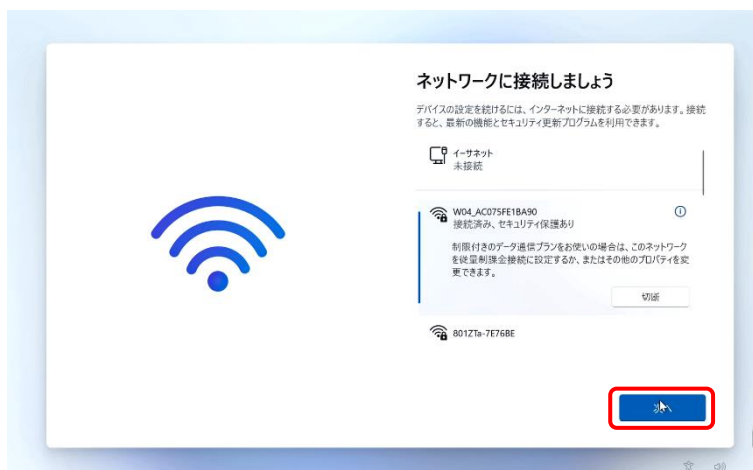 ネットワークに接続しましょう
デバイスの設定を続けるには、インターネットに接続する必要があります。接続
すると、最新の機能とセキュリティ更新プログラムを利用できます。
イーサネット
未接続
W04_AC075FE1BA90
接続済み、セキュリティ保護あり
制限付きのデータ通信プランをお使いの場合は、このネットワーク
を従量制課金接続に設定するか、またはその他のプロパティを変
更できます。
切断
801ZTa-7E76BE